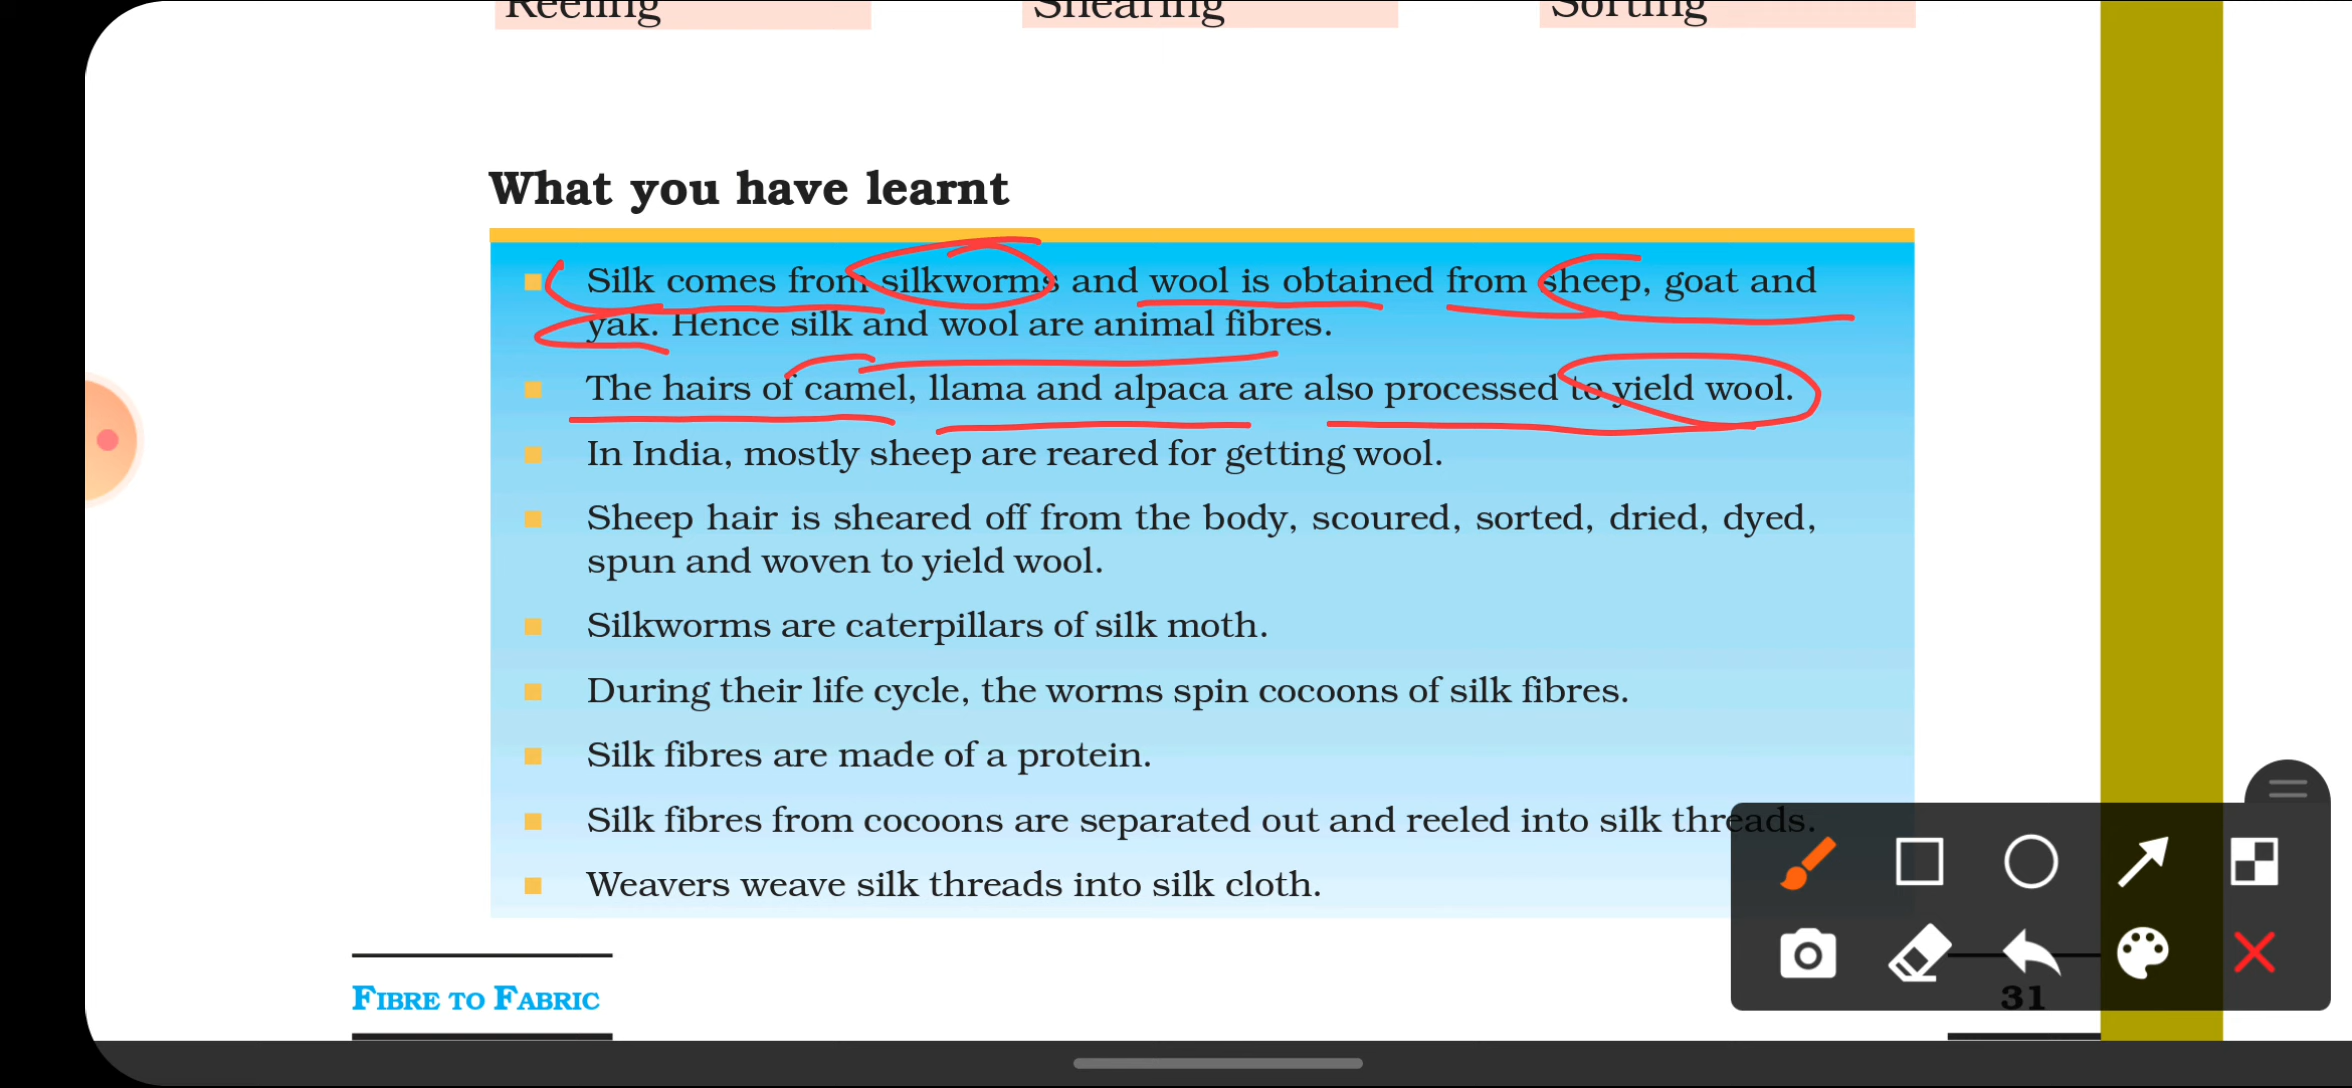 Reeling Shearing Sorting
What you have learnt
Silk comes from silkworms and wool is obtained from sheep, goat and
yak. Hence silk and wool are animal fibres.
The hairs of camel, llama and alpaca are also processed to yield wool.
In India, mostly sheep are reared for getting wool.
Sheep hair is sheared off from the body, scoured, sorted, dried, dyed,
spun and woven to yield wool.
Silkworms are caterpillars of silk moth.
During their life cycle, the worms spin cocoons of silk fibres.
Silk fibres are made of a protein.
Silk fibres from cocoons are separated out and reeled into silk threads.
Weavers weave silk threads into silk cloth.
FIBRE TO FABRIC
31